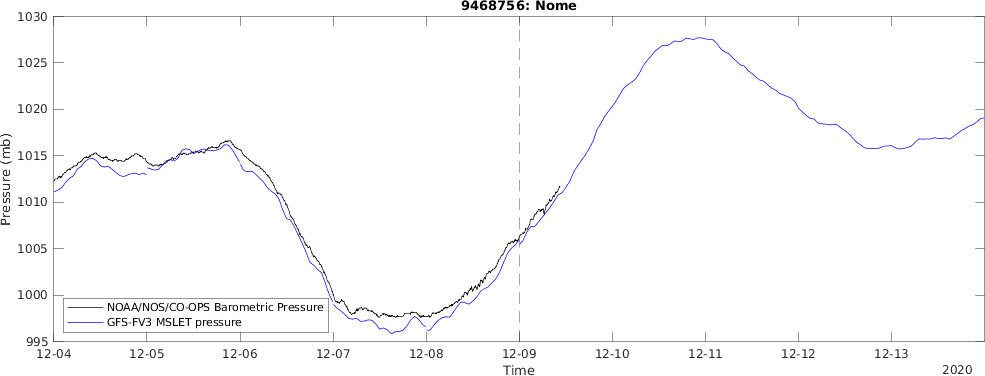 9468756: Nome
Pressure (mb)
1030
1025
1020
1015
1010
1005
1000
995
NOAA/NOS/CO-OPS Barometric Pressure
GFS-FV3 MSLET pressure
12-04 12-05 12-06 12-07 12-08 12-09 12-10 12-11 12-12 12-13
Time
2020